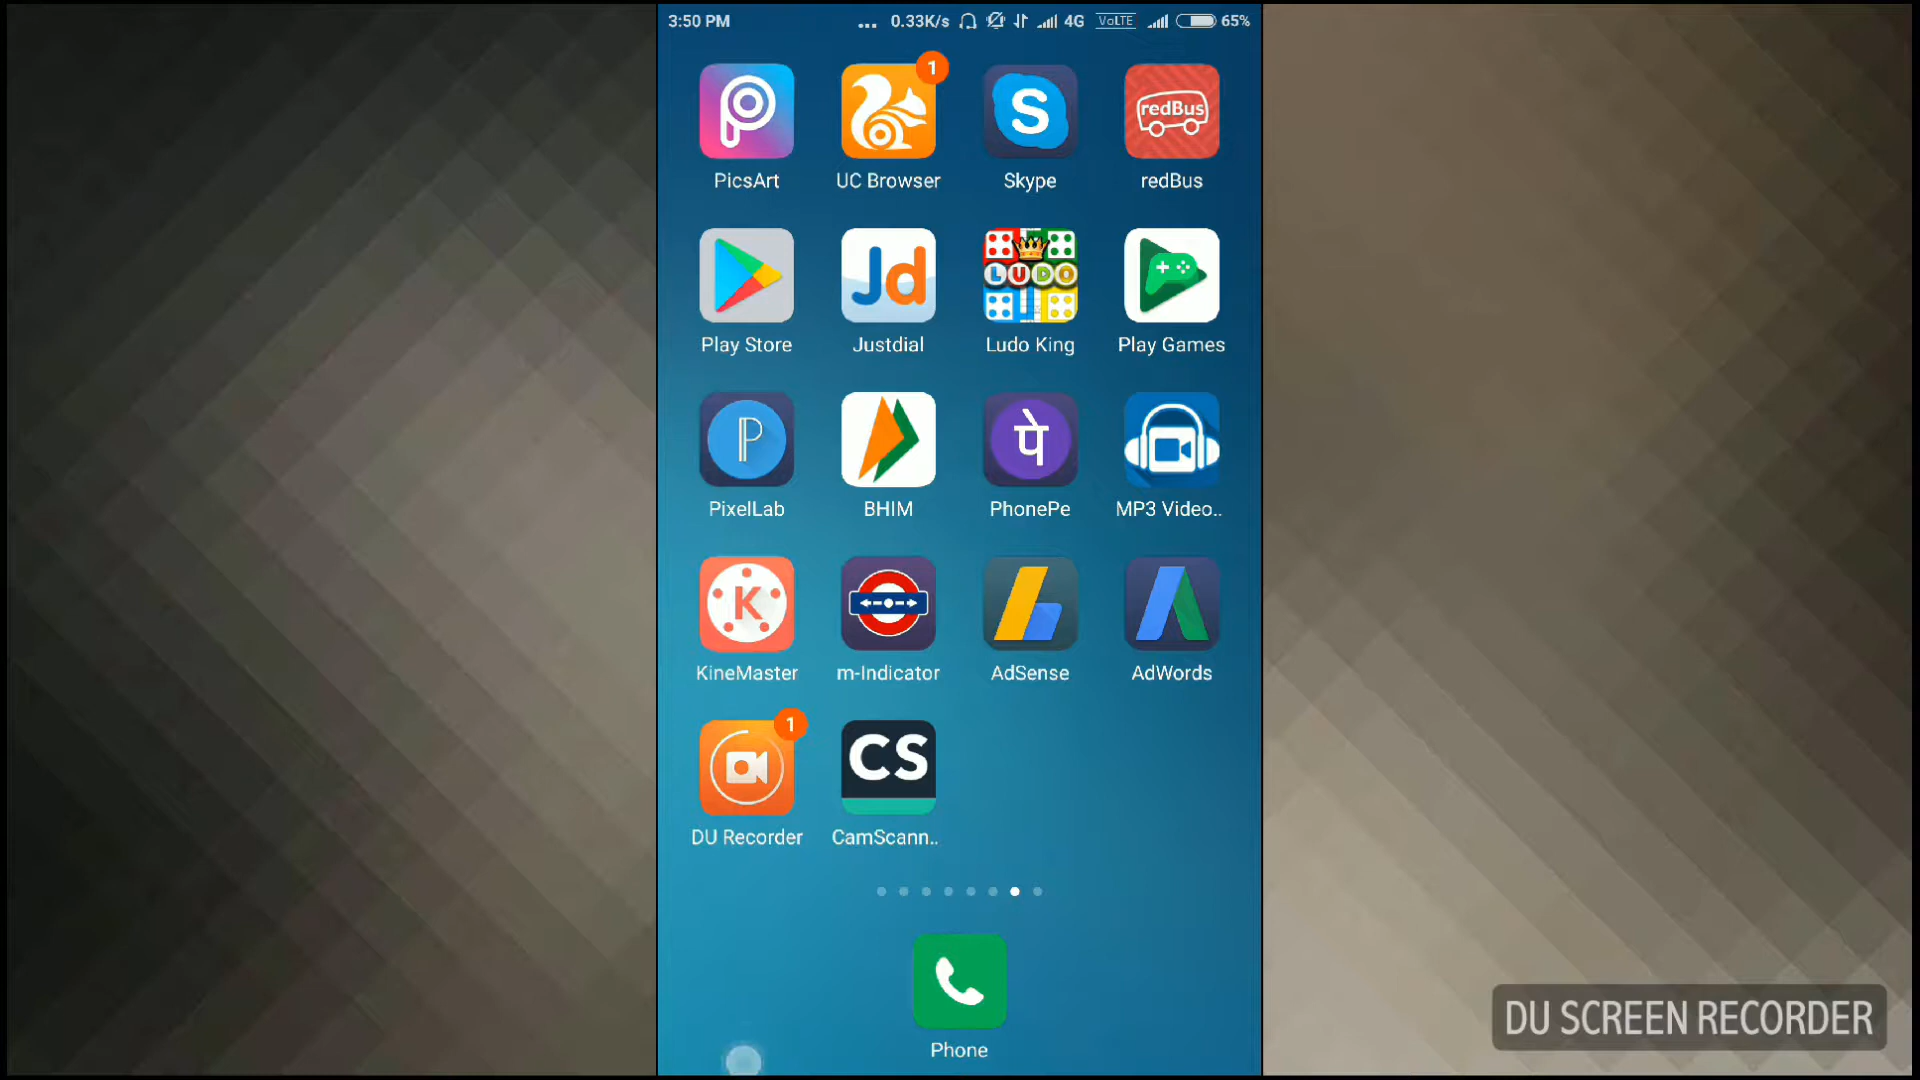 3:50 PM ... 0.33K/s 4G VoLTE 65%
1
S
redBus
PicsArt UC Browser Skype redBus
Jd
LUDO
Play Store Justdial Ludo King Play Games
P
पे
PixelLab BHIM PhonePe MP3 Video..
K
KineMaster m-Indicator AdSense AdWords
1
CS
DU Recorder CamScann..
Phone
DU SCREEN RECORDER